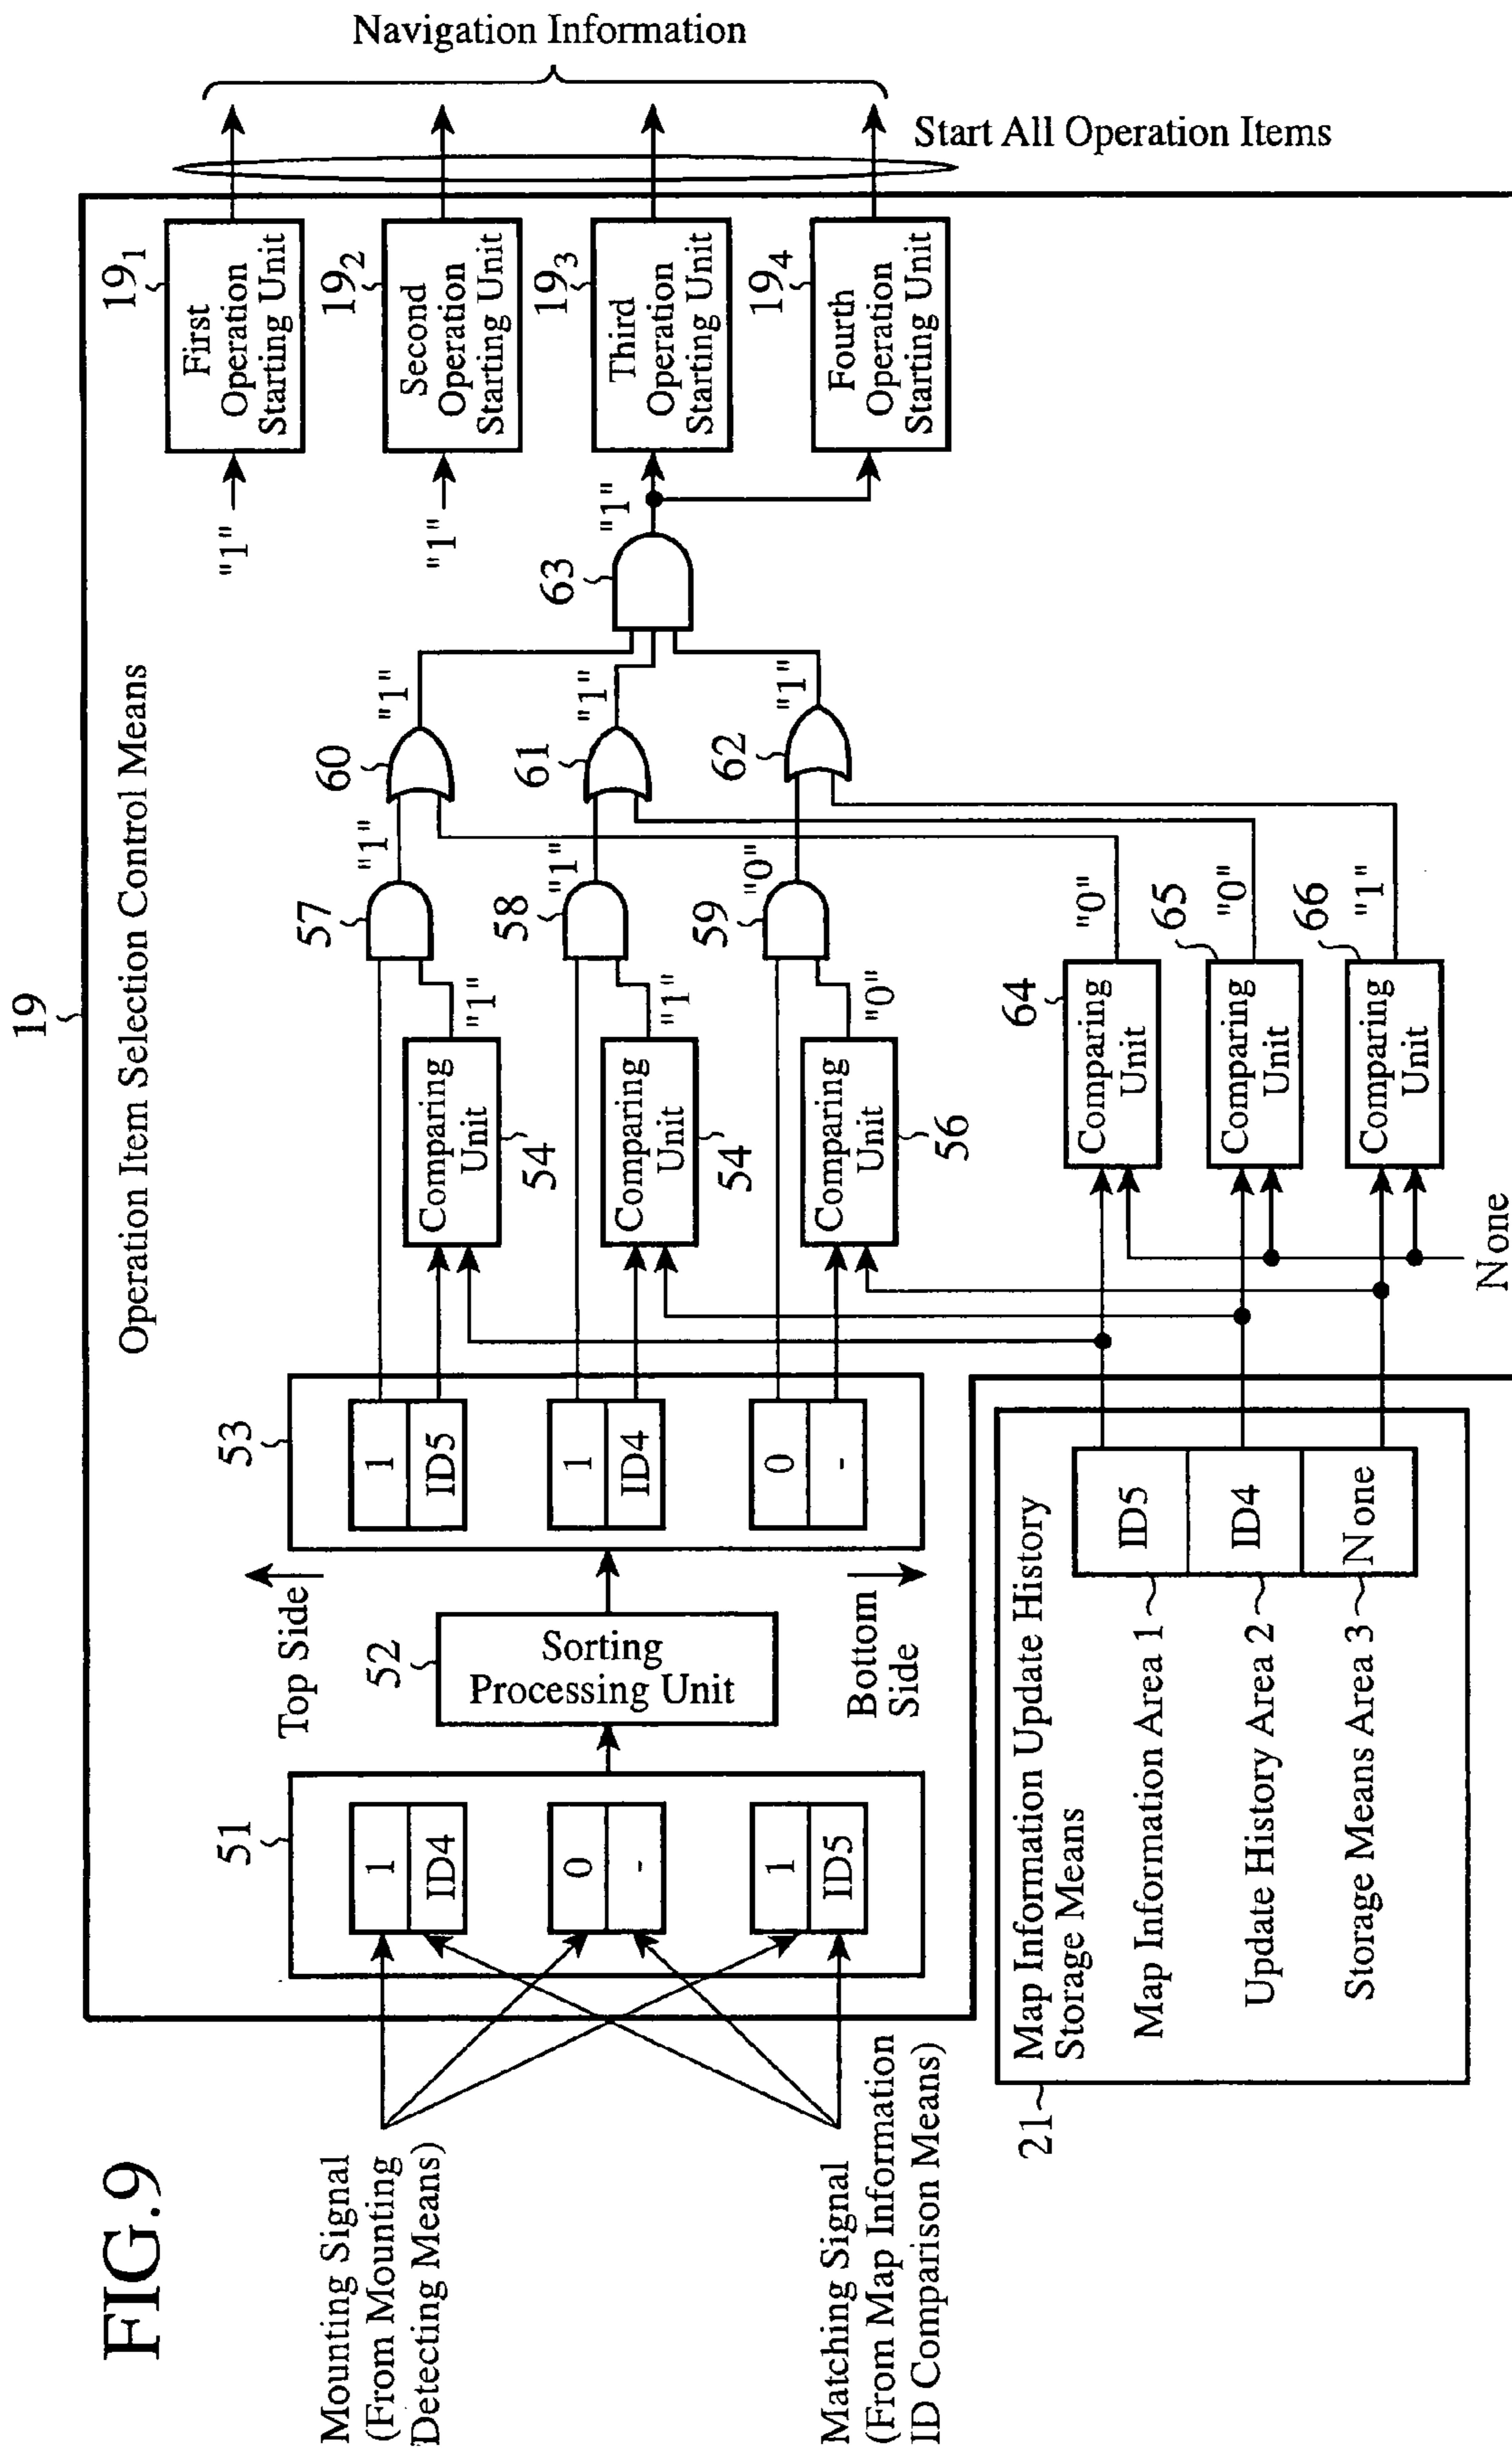 FIG.9
19
Operation Item Selection Control Means
Mounting Signal
(From Mounting
Detecting Means)
Matching Signal
(From Map Information
ID Comparison Means)
51
1
ID4
0
-
1
ID5
52
Sorting
Processing Unit
Top Side
Bottom
Side
53
1
ID5
1
ID4
0
-
Comparing
Unit
54
"1"
Comparing
Unit
54
"1"
Comparing
Unit
56
"0"
57
"1"
58
"1"
59
"0"
60
"1"
61
"1"
62
"1"
63
"1"
64
Comparing
Unit
"0"
65
Comparing
Unit
"0"
66
Comparing
Unit
"1"
None
"1"
19₁
First
Operation
Starting Unit
"1"
19₂
Second
Operation
Starting Unit
19₃
Third
Operation
Starting Unit
19₄
Fourth
Operation
Starting Unit
Navigation Information
Start All Operation Items
21
Map Information Update History
Storage Means
Map Information Area 1
ID5
Update History Area 2
ID4
Storage Means Area 3
None